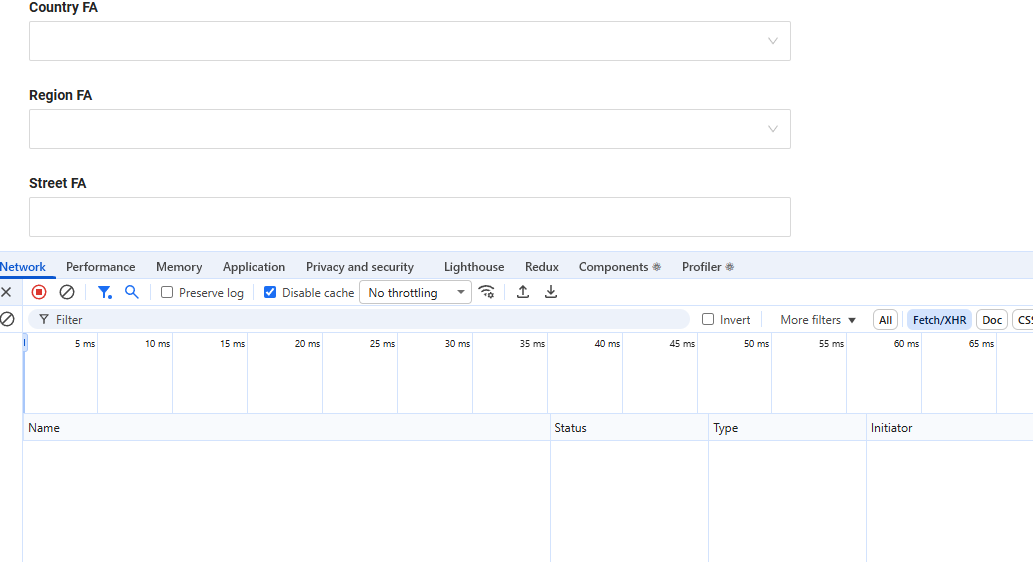 Country FA
Region FA
Street FA
Network Performance Memory Application Privacy and security Lighthouse Redux Components Profiler
Preserve log Disable cache No throttling
Filter Invert More filters All Fetch/XHR Doc CSS
5 ms 10 ms 15 ms 20 ms 25 ms 30 ms 35 ms 40 ms 45 ms 50 ms 55 ms 60 ms 65 ms
Name Status Type Initiator